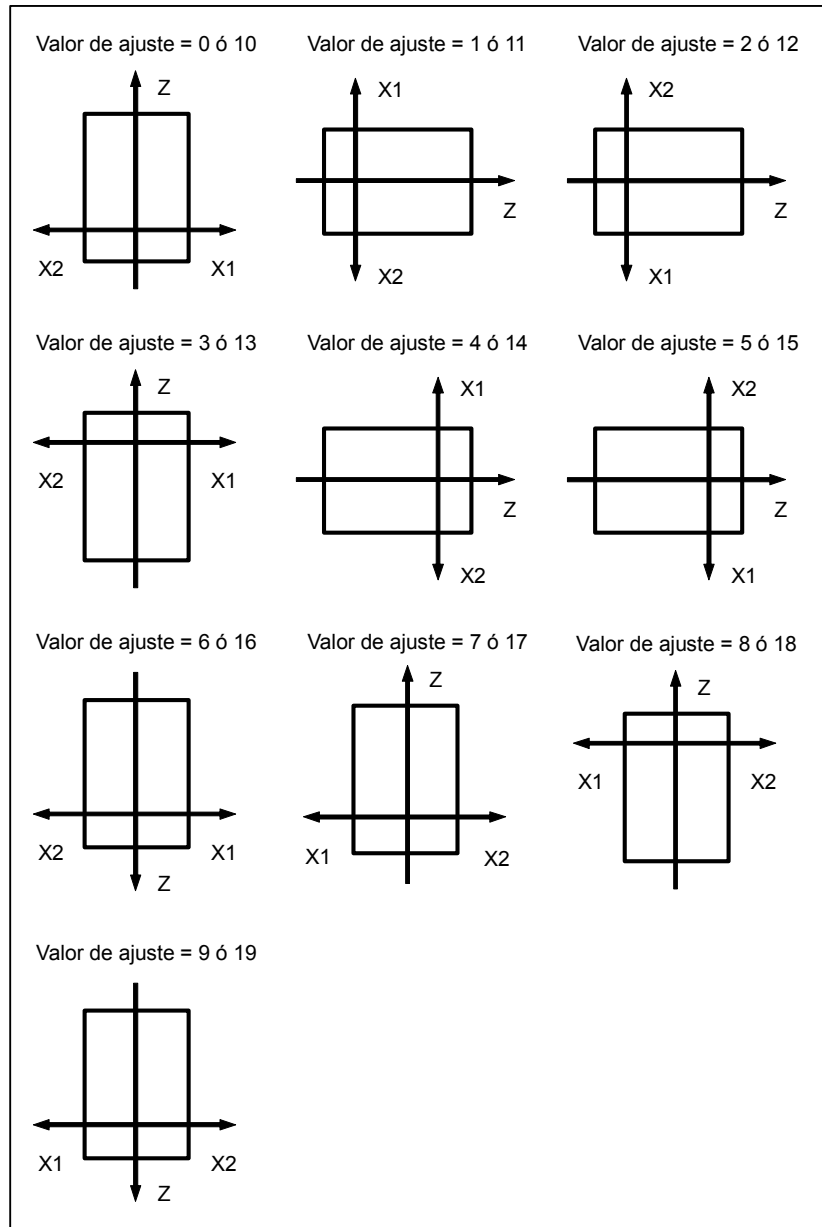 Valor de ajuste = 0 ó 10
Valor de ajuste = 1 ó 11
Valor de ajuste = 2 ó 12
Z
X2
X1
X1
Z
X2
X2
Z
X1
Valor de ajuste = 3 ó 13
Valor de ajuste = 4 ó 14
Valor de ajuste = 5 ó 15
Z
X2
X1
X1
Z
X2
X2
Z
X1
Valor de ajuste = 6 ó 16
Valor de ajuste = 7 ó 17
Valor de ajuste = 8 ó 18
X2
X1
Z
Z
X1
X2
Z
X1
X2
Valor de ajuste = 9 ó 19
X1
X2
Z